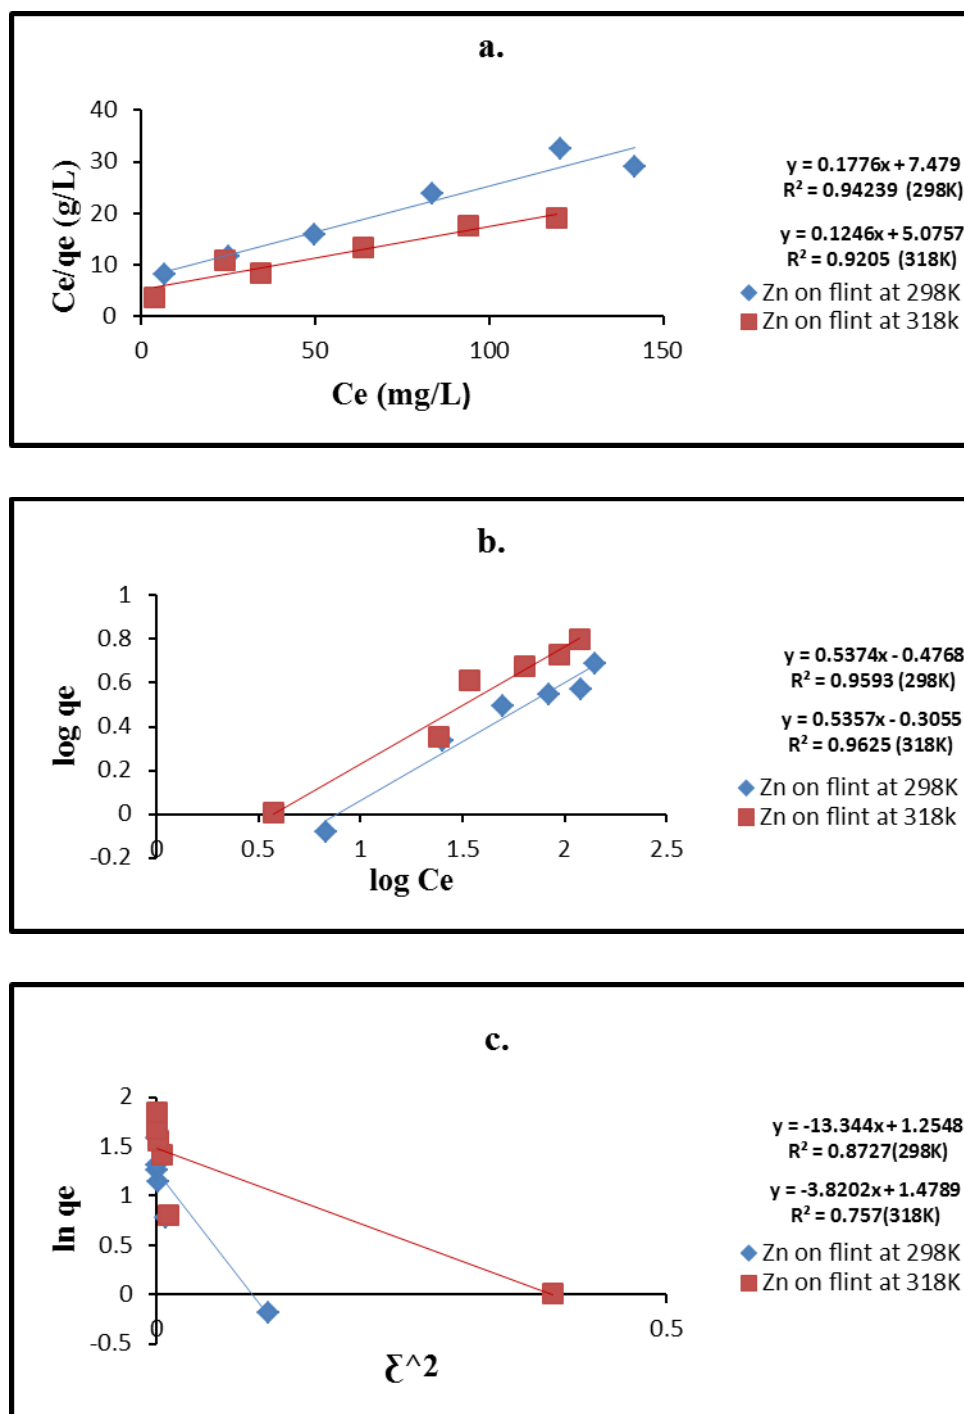 a.
Ce/qe (g/L)
40
30
20
10
0
0 50 100 150
Ce (mg/L)
y = 0.1776x + 7.479
R² = 0.94239 (298K)
y = 0.1246x + 5.0757
R² = 0.9205 (318K)
Zn on flint at 298K
Zn on flint at 318k
b.
log qe
1
0.8
0.6
0.4
0.2
0
-0.2
0 0.5 1 1.5 2 2.5
log Ce
y = 0.5374x - 0.4768
R² = 0.9593 (298K)
y = 0.5357x - 0.3055
R² = 0.9625 (318K)
Zn on flint at 298K
Zn on flint at 318k
c.
ln qe
2
1.5
1
0.5
0
-0.5
0 0.5
Ƹ^2
y = -13.344x + 1.2548
R² = 0.8727(298K)
y = -3.8202x + 1.4789
R² = 0.757(318K)
Zn on flint at 298K
Zn on flint at 318K